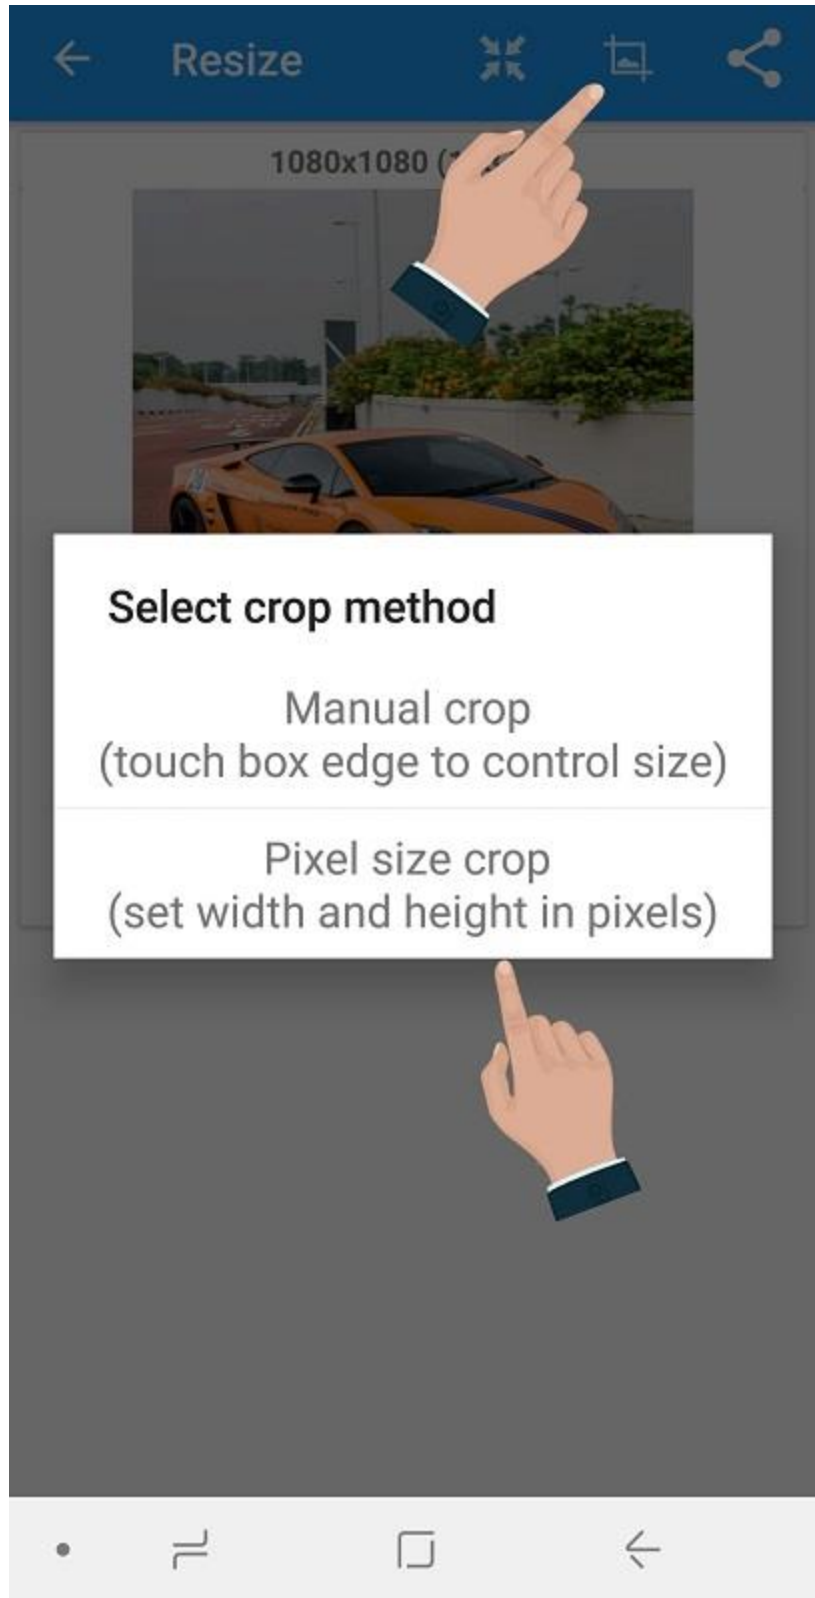 Resize
1080x1080 (
Select crop method
Manual crop
(touch box edge to control size)
Pixel size crop
(set width and height in pixels)